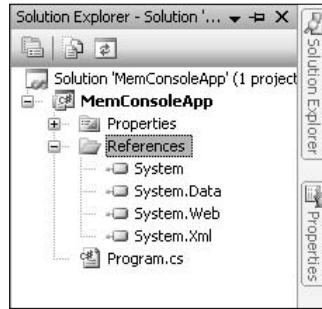 Solution Explorer - Solution '...
Solution 'MemConsoleApp' (1 project
MemConsoleApp
Properties
References
System
System.Data
System.Web
System.Xml
Program.cs
Solution Explorer
Properties